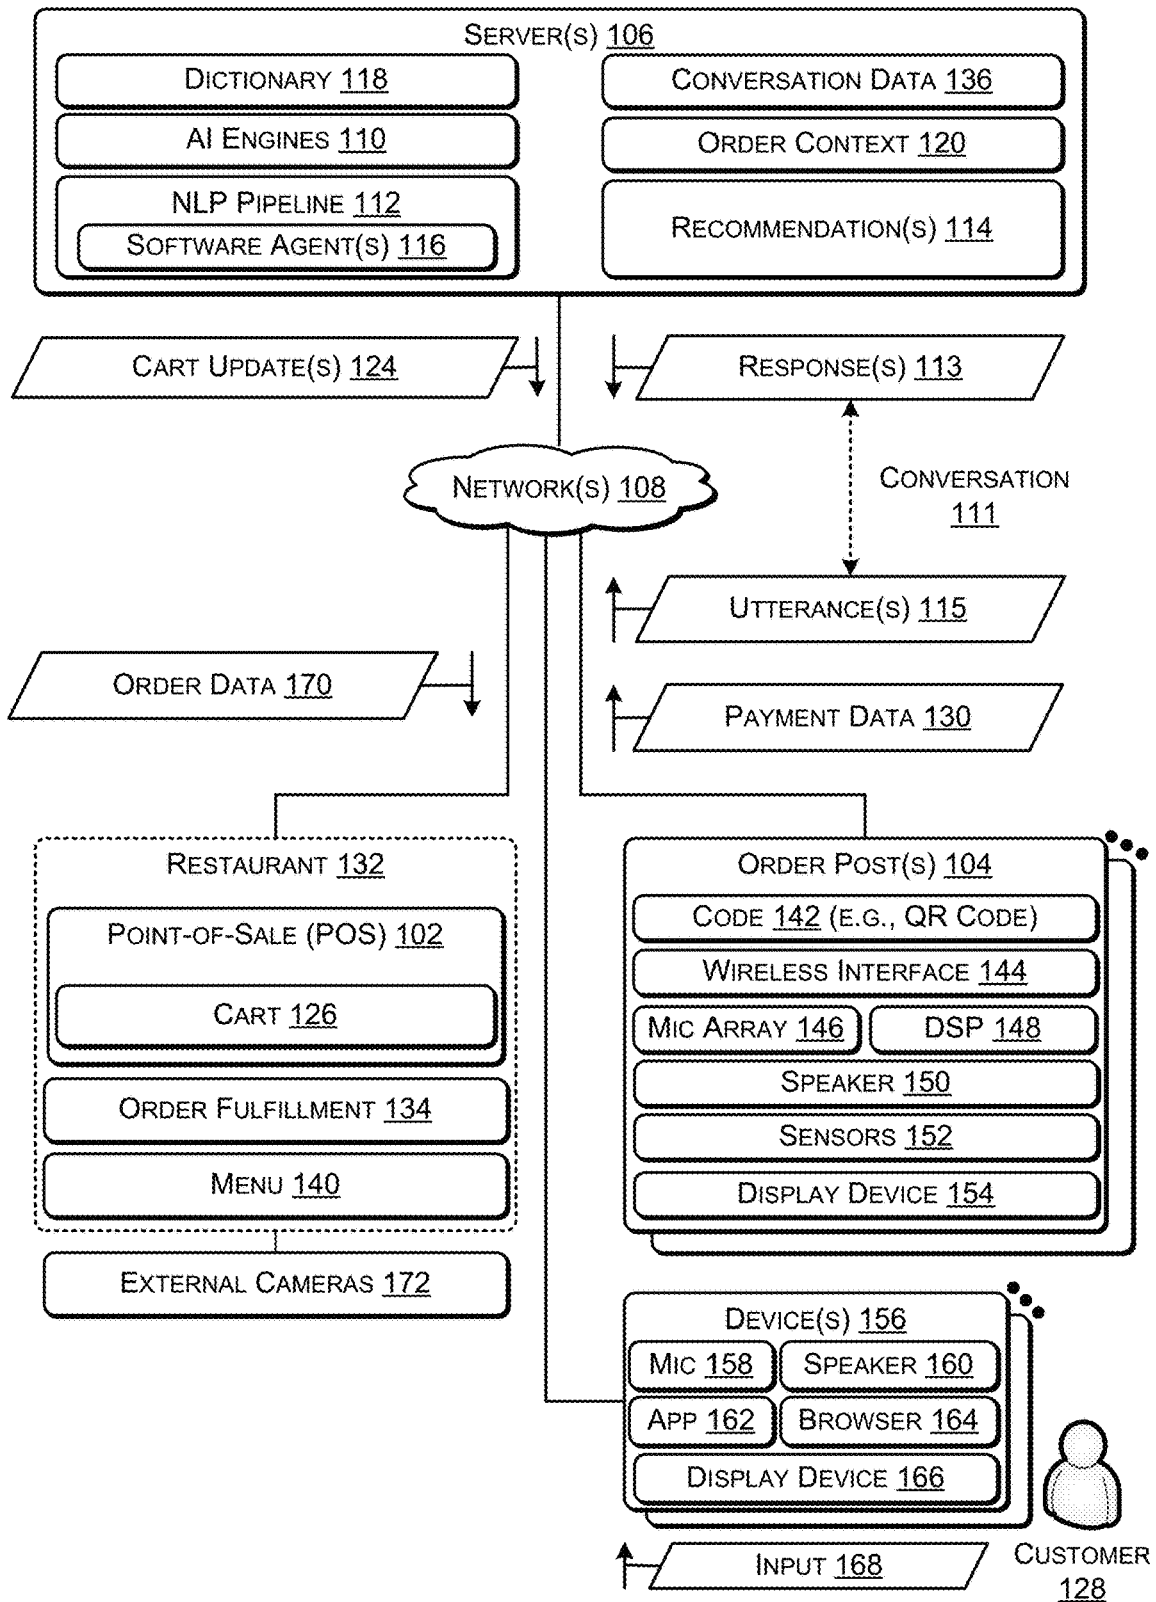 SERVER(S) 106
DICTIONARY 118
CONVERSATION DATA 136
AI ENGINES 110
ORDER CONTEXT 120
NLP PIPELINE 112
SOFTWARE AGENT(S) 116
RECOMMENDATION(S) 114
CART UPDATE(S) 124
RESPONSE(S) 113
NETWORK(S) 108
CONVERSATION
111
UTTERANCE(S) 115
ORDER DATA 170
PAYMENT DATA 130
RESTAURANT 132
POINT-OF-SALE (POS) 102
CART 126
ORDER FULFILLMENT 134
MENU 140
EXTERNAL CAMERAS 172
ORDER POST(S) 104
CODE 142 (E.G., QR CODE)
WIRELESS INTERFACE 144
MIC ARRAY 146
DSP 148
SPEAKER 150
SENSORS 152
DISPLAY DEVICE 154
DEVICE(S) 156
MIC 158
SPEAKER 160
APP 162
BROWSER 164
DISPLAY DEVICE 166
INPUT 168
CUSTOMER
128